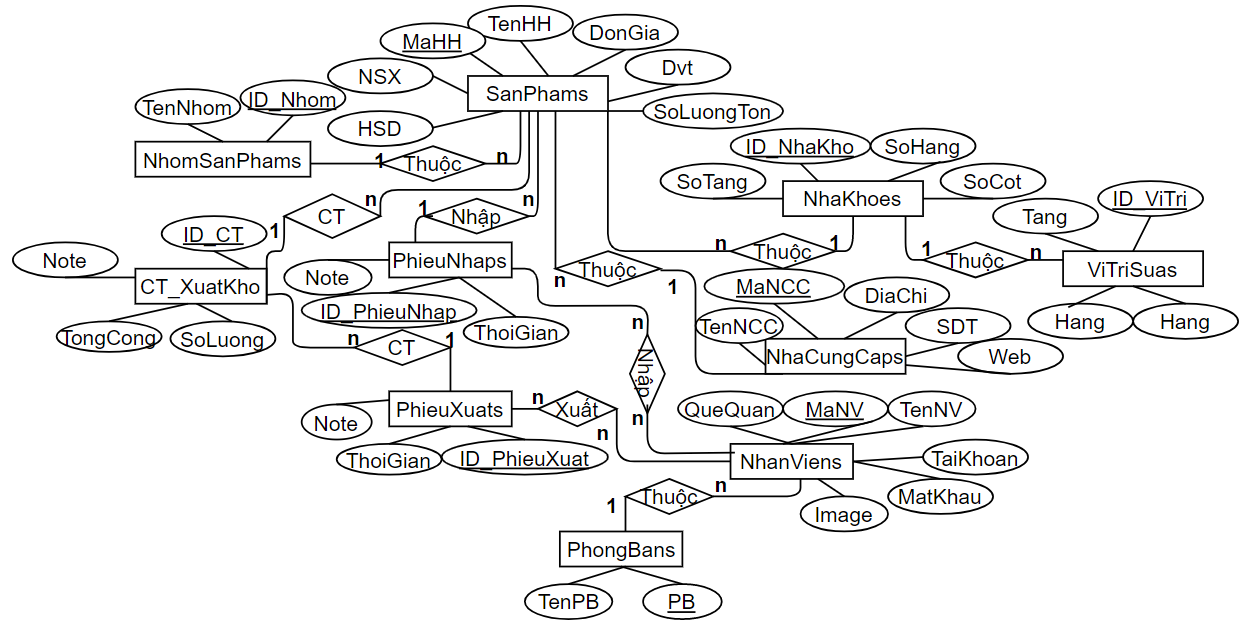 TenHH
DonGia
MaHH
NSX
Dvt
SanPhams
SoLuongTon
TenNhom
ID_Nhom
HSD
NhomSanPhams
1
Thuộc
n
ID_NhaKho
SoHang
SoTang
NhaKhoes
SoCot
n
CT
1
n
1
Nhập
ID_CT
Tang
ID_ViTri
n
Thuộc
1
1
Thuộc
n
Note
CT_XuatKho
TongCong
SoLuong
PhieuNhaps
Note
ID_PhieuNhap
ThoiGian
Thuộc
n
1
ViTriSuas
Hang
Hang
MaNCC
DiaChi
TenNCC
SDT
NhaCungCaps
Web
n
CT
1
n
Nhập
n
PhieuXuats
Note
ThoiGian
ID_PhieuXuat
n
Xuất
n
QueQuan
MaNV
TenNV
NhanViens
TaiKhoan
MatKhau
Image
n
Thuộc
1
PhongBans
TenPB
PB